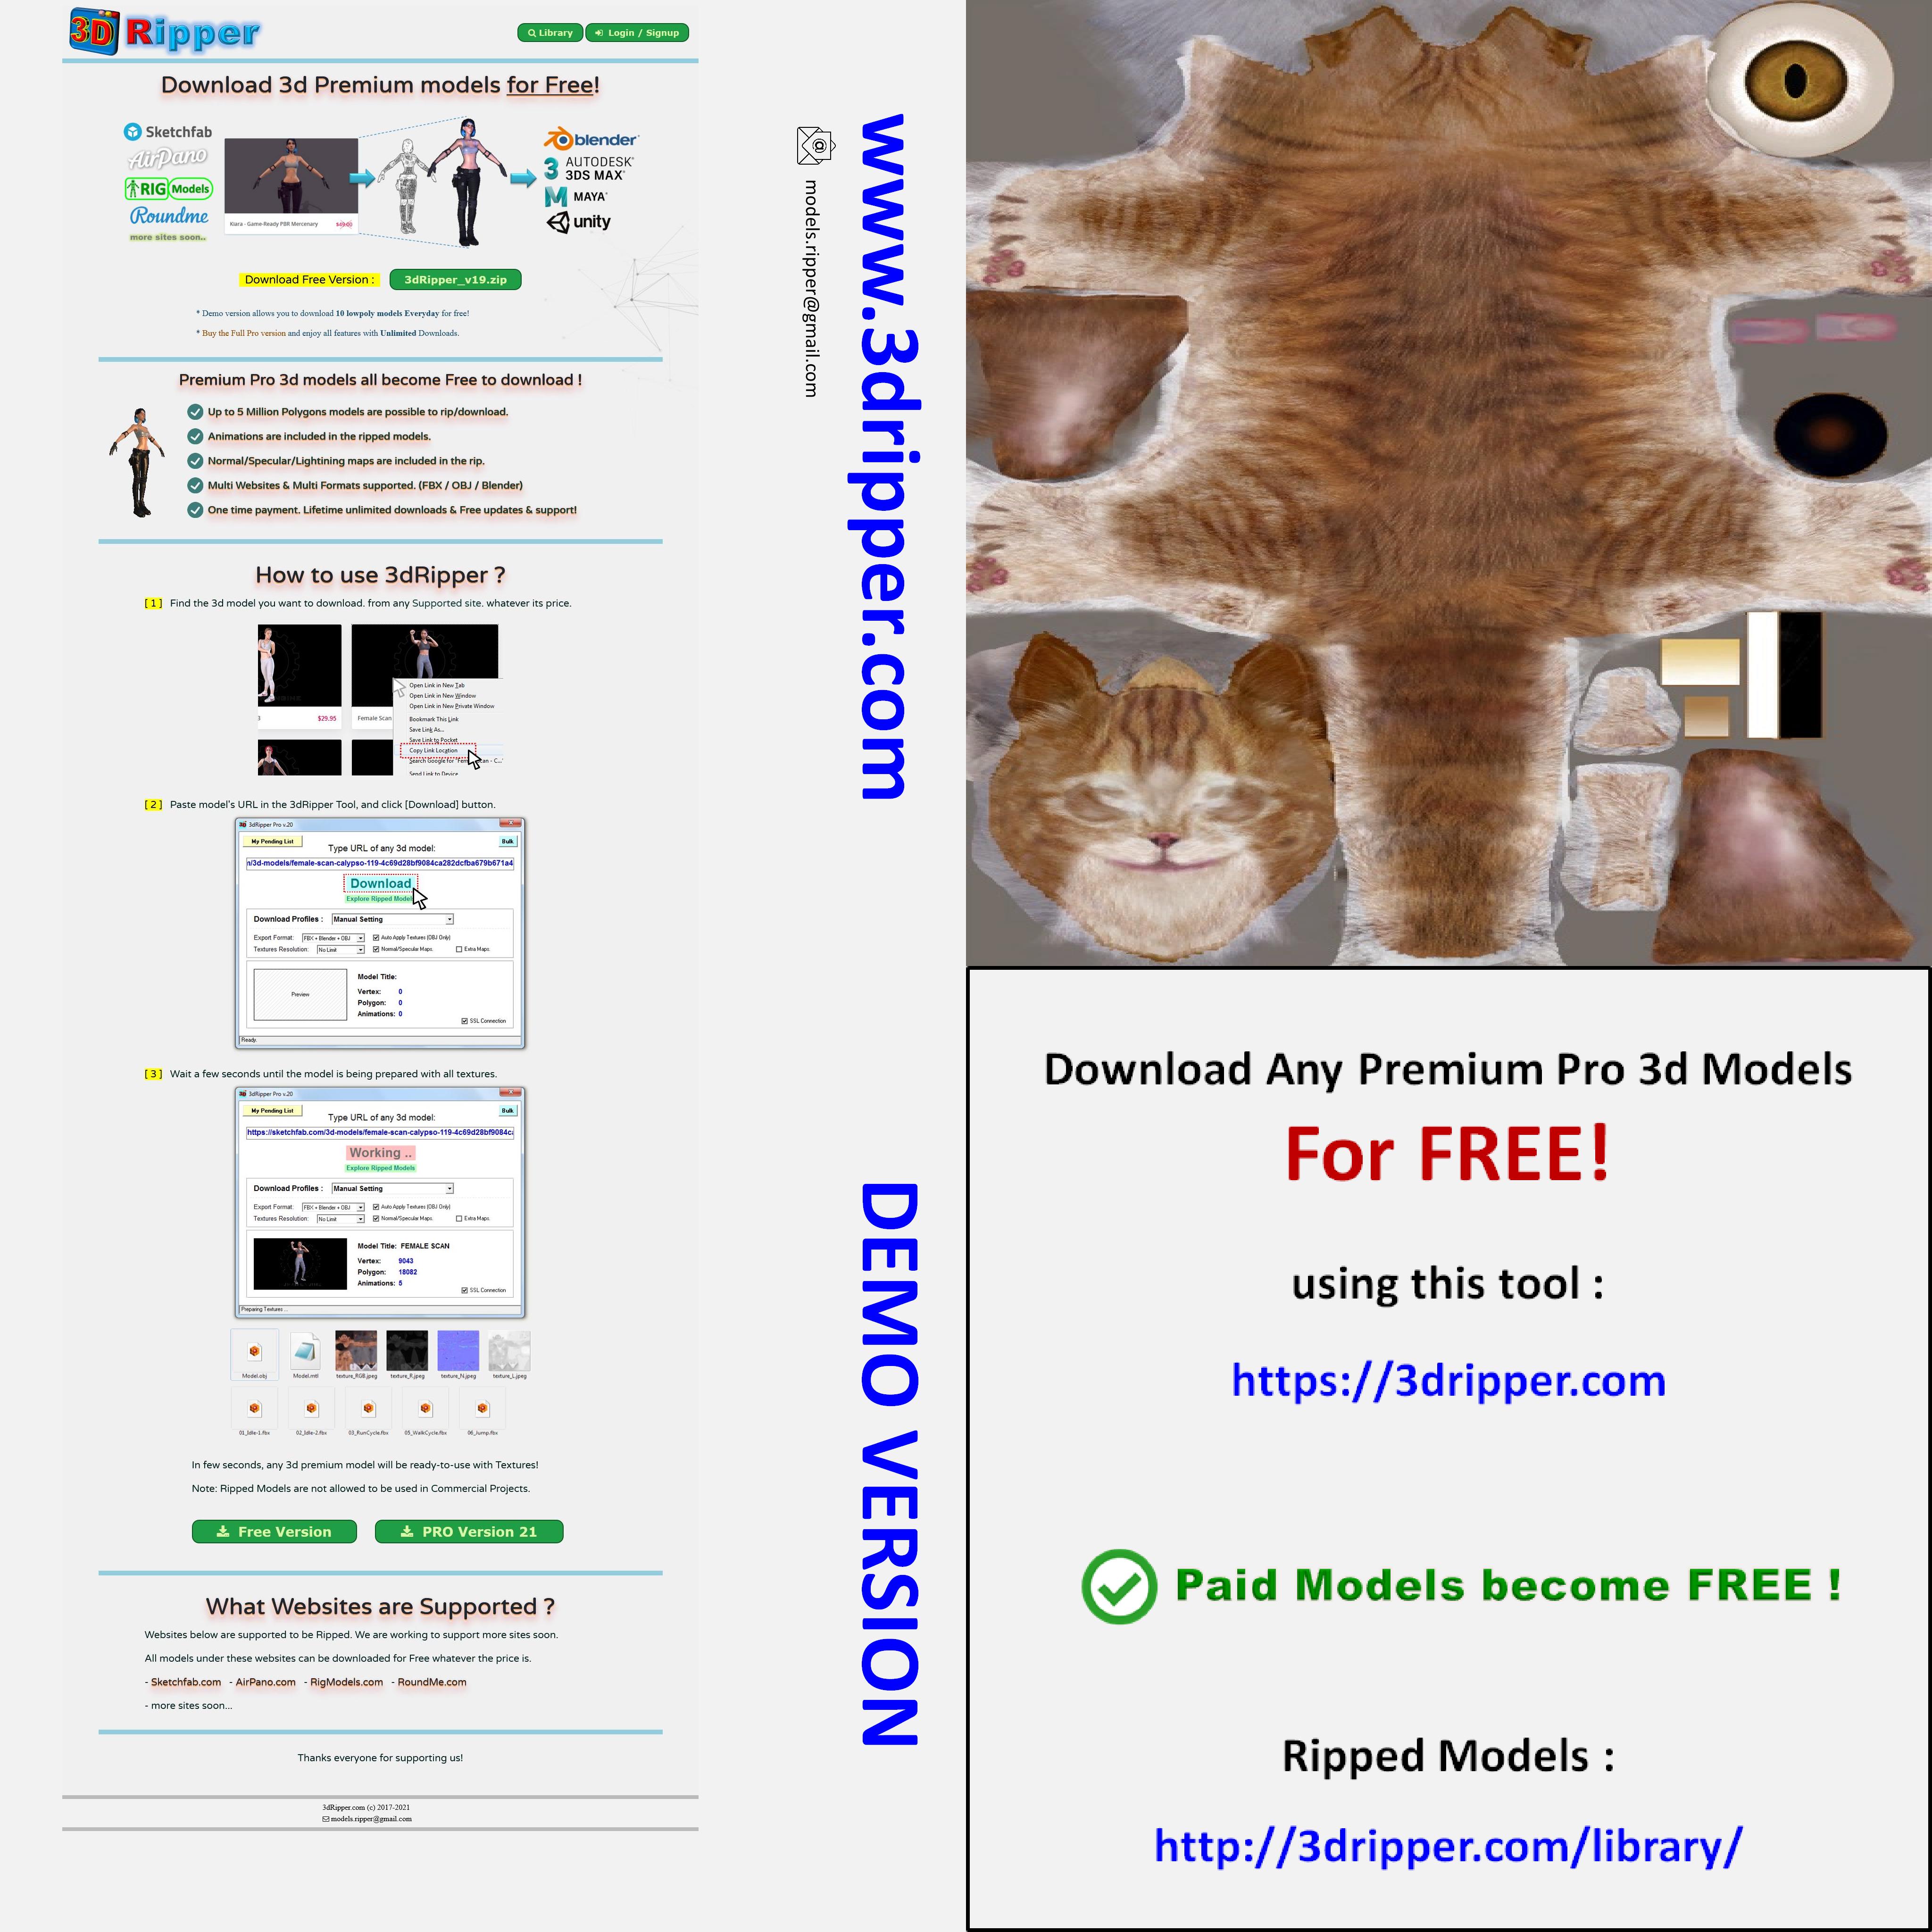 3D Ripper
Library
Login / Signup
Download 3d Premium models for Free!
Sketchfab
AirPano
RIG Models
Roundme
more sites soon..
Kiara - Game-Ready PBR Mercenary
blender
AUTODESK
3DS MAX
MAYA
unity
Download Free Version :
3dRipper_v19.zip
* Demo version allows you to download 10 lowpoly models Everyday for free!
* Buy the Full Pro version and enjoy all features with Unlimited Downloads.
Premium Pro 3d models all become Free to download !
Up to 5 Million Polygons models are possible to rip/download.
Animations are included in the ripped models.
Normal/Specular/Lightining maps are included in the rip.
Multi Websites & Multi Formats supported. (FBX / OBJ / Blender)
One time payment. Lifetime unlimited downloads & Free updates & support!
How to use 3dRipper ?
[ 1 ] Find the 3d model you want to download. from any Supported site. whatever its price.
$29.95
Female Scan
Open Link in New Tab
Open Link in New Window
Open Link in New Private Window
Bookmark This Link
Save Link As...
Save Link to Pocket
Copy Link Location
Send Link to Device
[ 2 ] Paste model's URL in the 3dRipper Tool, and click [Download] button.
3dRipper Pro v.20
My Pending List
Bulk
Type URL of any 3d model:
n/3d-models/female-scan-calypso-119-4c69d28bf9084ca282dcfba679b671a4
Download
Explore Ripped Models
Download Profiles : Manual Setting
Export Format: FBX + Blender + OBJ Auto Apply Textures (OBJ Only)
Textures Resolution: No Limit Normal/Specular Maps Extra Maps
Preview
Model Title:
Vertex: 0
Polygon: 0
Animations: 0
SSL Connection
Ready.
[ 3 ] Wait a few seconds until the model is being prepared with all textures.
3dRipper Pro v.20
My Pending List
Bulk
Type URL of any 3d model:
https://sketchfab.com/3d-models/female-scan-calypso-119-4c69d28bf9084c
Working ..
Explore Ripped Models
Download Profiles : Manual Setting
Export Format: FBX + Blender + OBJ Auto Apply Textures (OBJ Only)
Textures Resolution: No Limit Normal/Specular Maps Extra Maps
Model Title: FEMALE SCAN
Vertex: 9043
Polygon: 18082
Animations: 5
SSL Connection
Preparing Textures ...
Model.obj Model.mtl texture_RGB.jpeg texture_R.jpeg texture_N.jpeg texture_L.jpeg
01_Idle-1.fbx 02_Idle-2.fbx 03_RunCycle.fbx 05_WalkCycle.fbx 06_Jump.fbx
In few seconds, any 3d premium model will be ready-to-use with Textures!
Note: Ripped Models are not allowed to be used in Commercial Projects.
Free Version
PRO Version 21
What Websites are Supported ?
Websites below are supported to be Ripped. We are working to support more sites soon.
All models under these websites can be downloaded for Free whatever the price is.
- Sketchfab.com - AirPano.com - RigModels.com - RoundMe.com
- more sites soon...
Thanks everyone for supporting us!
3dRipper.com (c) 2017-2021
models.ripper@gmail.com
models.ripper@gmail.com
www.3dripper.com
DEMO VERSION
Download Any Premium Pro 3d Models
For FREE!
using this tool :
https://3dripper.com
Paid Models become FREE !
Ripped Models :
http://3dripper.com/library/